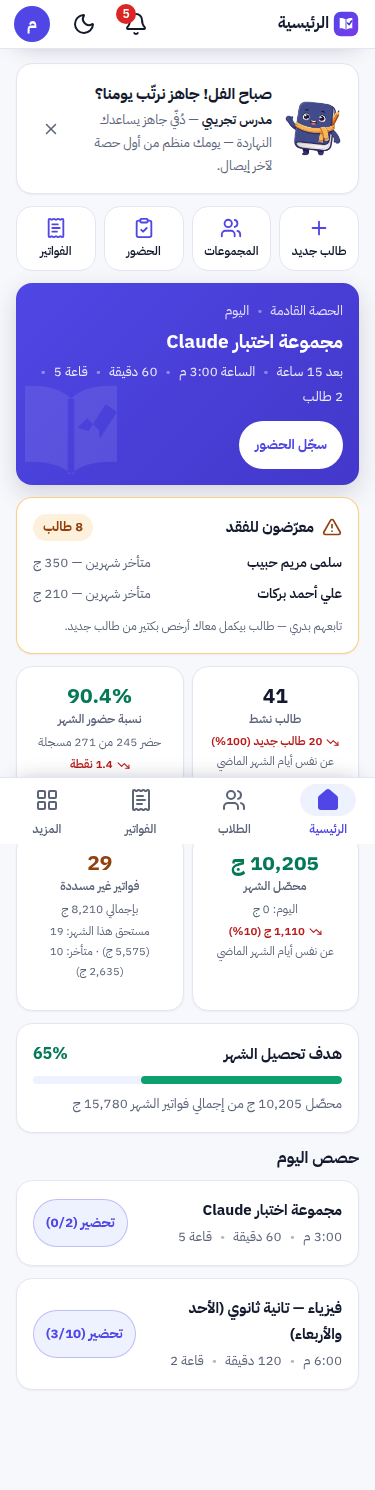 الرئيسية
5
م
صباح الفل! جاهز نرتّب يومنا؟
مدرس تجريبي — دُفّي جاهز يساعدك
النهاردة — يومك منظم من أول حصة
لآخر إيصال.
طالب جديد
المجموعات
الحضور
الفواتير
الحصة القادمة • اليوم
مجموعة اختبار Claude
بعد 15 ساعة • الساعة 3:00 م • 60 دقيقة • قاعة 5 •
2 طالب
سجّل الحضور
معرّضون للفقد
8 طالب
سلمى مريم حبيب
متأخر شهرين — 350 ج
علي أحمد بركات
متأخر شهرين — 210 ج
تابعهم بدري — طالب بيكمل معاك أرخص بكتير من طالب جديد.
41
طالب نشط
20 طالب جديد (100%)
عن نفس أيام الشهر الماضي
90.4%
نسبة حضور الشهر
حضر 245 من 271 مسجلة
1.4 نقطة
الرئيسية
الطلاب
الفواتير
المزيد
10,205 ج
محصّل الشهر
اليوم: 0 ج
1,110 ج (10%)
عن نفس أيام الشهر الماضي
29
فواتير غير مسددة
بإجمالي 8,210 ج
مستحق هذا الشهر: 19
(5,575 ج) · متأخر: 10
(2,635 ج)
هدف تحصيل الشهر
65%
محصّل 10,205 ج من إجمالي فواتير الشهر 15,780 ج
حصص اليوم
مجموعة اختبار Claude
3:00 م • 60 دقيقة • قاعة 5
تحضير (0/2)
فيزياء — تانية ثانوي (الأحد
والأربعاء)
6:00 م • 120 دقيقة • قاعة 2
تحضير (3/10)